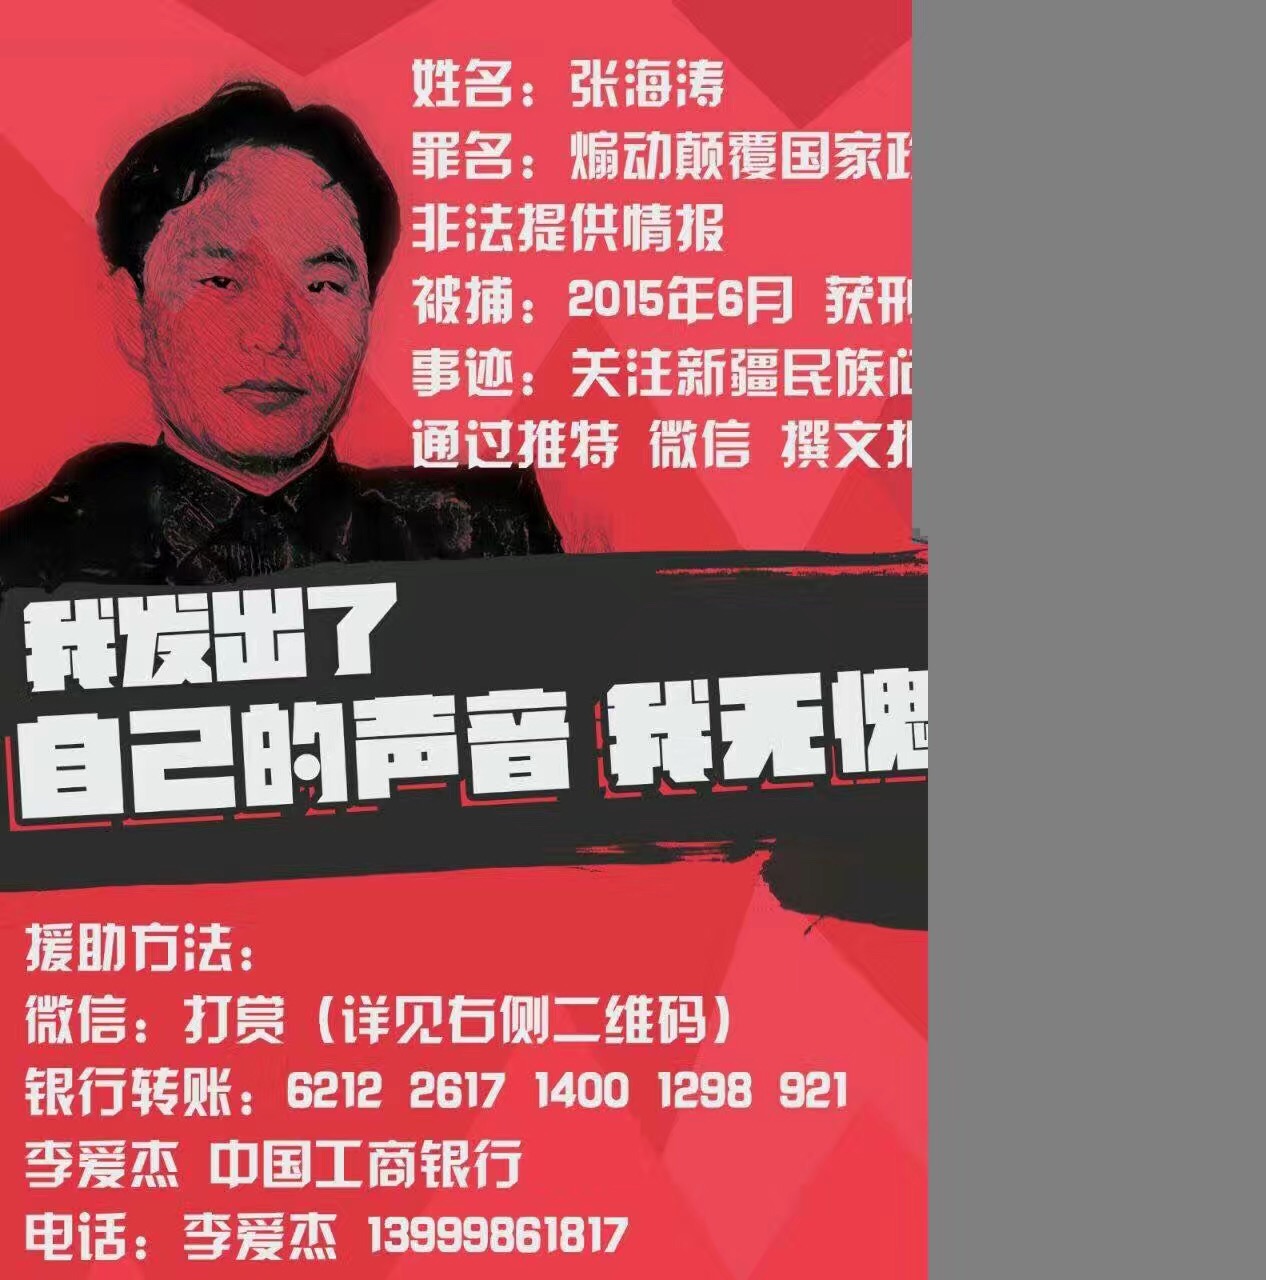 姓名：张海涛
罪名：煽动颠覆国家政
非法提供情报
被捕：2015年6月 获刑
事迹：关注新疆民族问
通过推特 微信 撰文批
我发出了
自己的声音 我无愧
援助方法：
微信：打赏（详见右侧二维码）
银行转账：6212 2617 1400 1298 921
李爱杰 中国工商银行
电话：李爱杰 13999861817